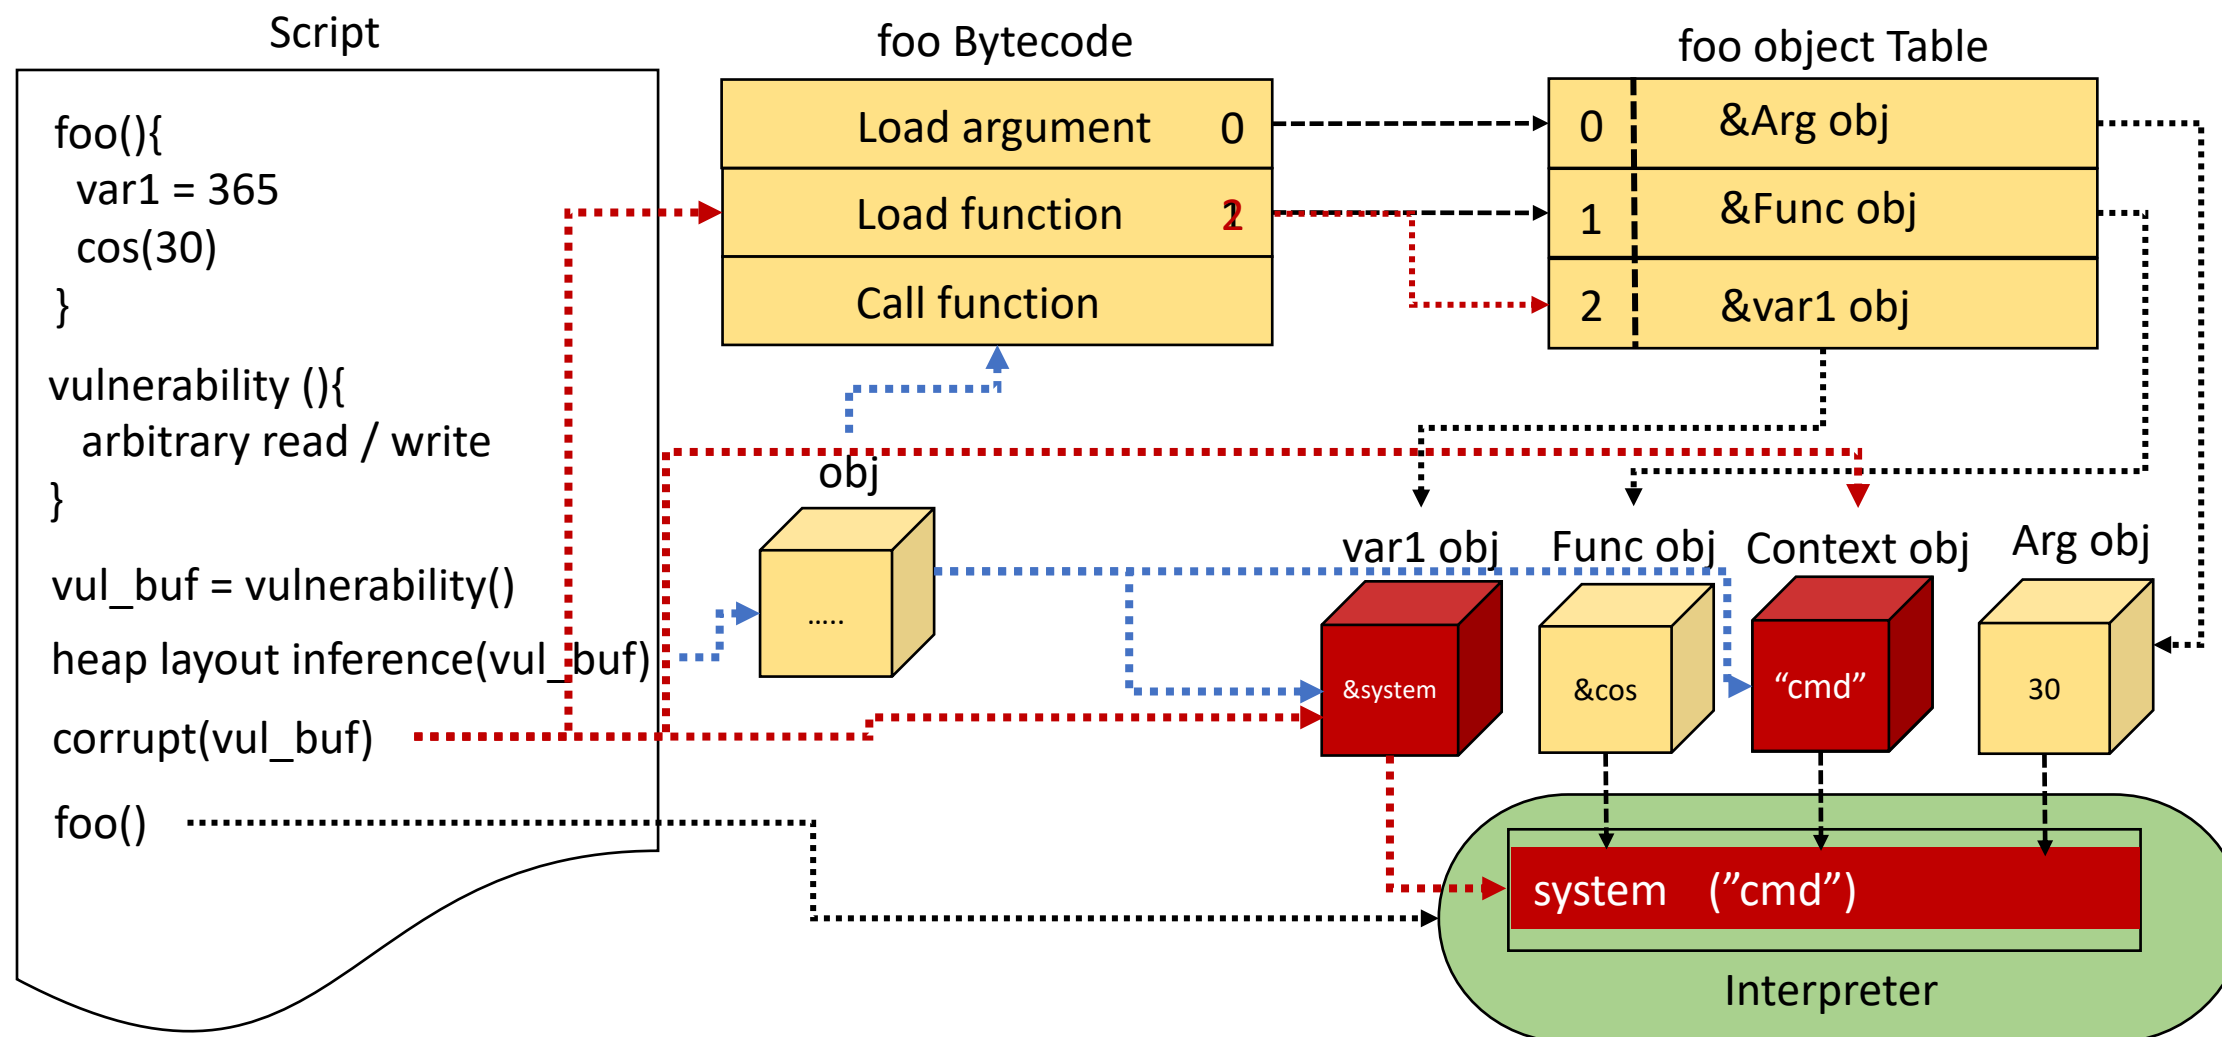 Script
foo(){
var1 = 365
cos(30)
}
vulnerability (){
arbitrary read / write
}
vul_buf = vulnerability()
heap layout inference(vul_buf)
corrupt(vul_buf)
foo()
foo Bytecode
Load argument 0
Load function 1 2
Call function
foo object Table
0 &Arg obj
1 &Func obj
2 &var1 obj
obj
.....
var1 obj
&system
Func obj
&cos
Context obj
“cmd”
Arg obj
30
system (”cmd”)
Interpreter